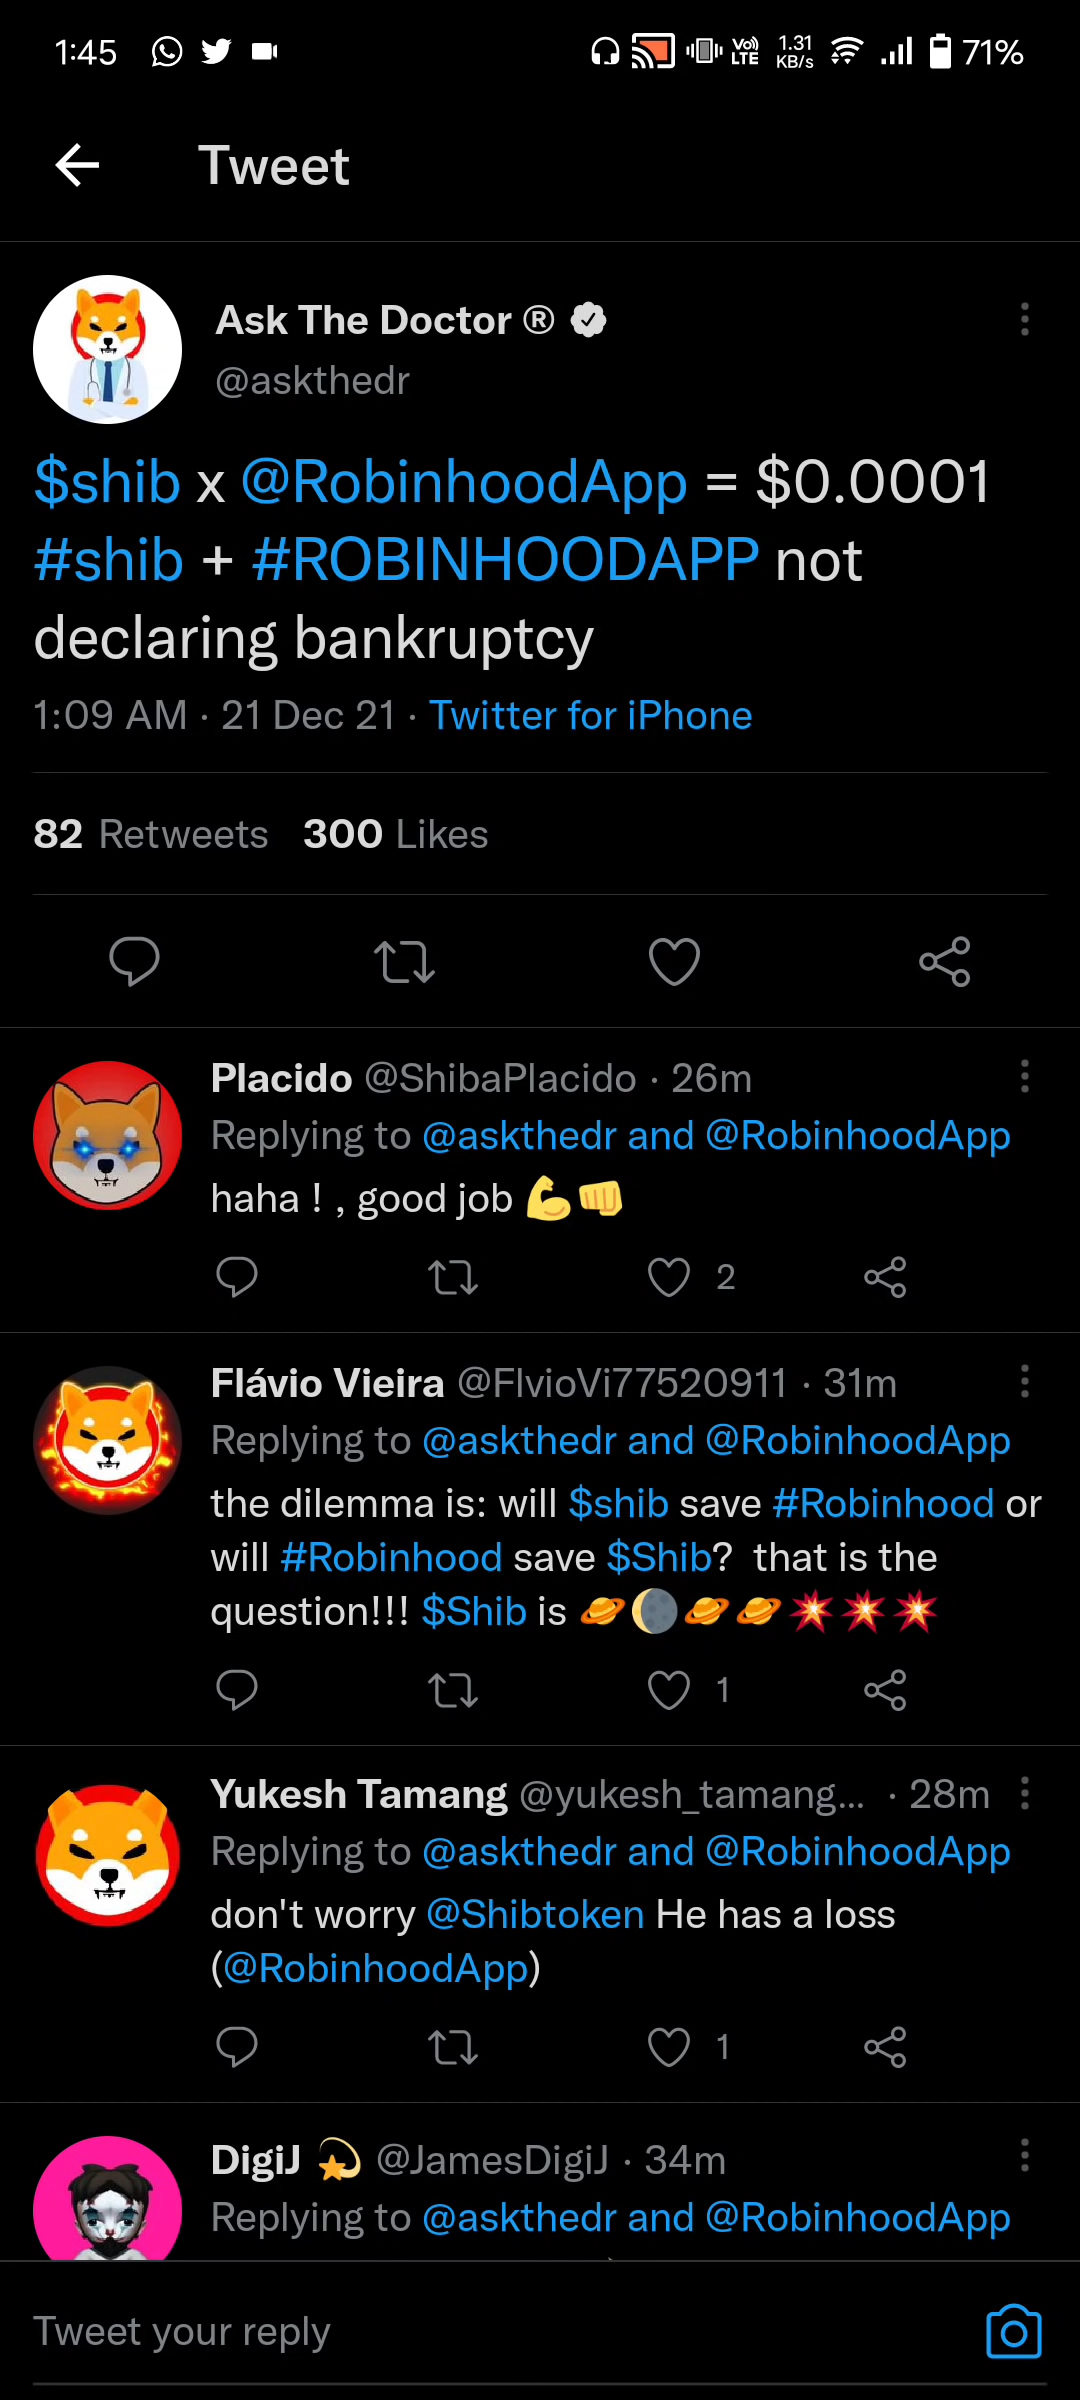 1:45 Vo) LTE 1.31 KB/s 71%
Tweet
Ask The Doctor ®
@askthedr
$shib x @RobinhoodApp = $0.0001
#shib + #ROBINHOODAPP not
declaring bankruptcy
1:09 AM · 21 Dec 21 · Twitter for iPhone
82 Retweets 300 Likes
Placido @ShibaPlacido · 26m
Replying to @askthedr and @RobinhoodApp
haha ! , good job 💪👊
2
Flávio Vieira @FlvioVi77520911 · 31m
Replying to @askthedr and @RobinhoodApp
the dilemma is: will $shib save #Robinhood or
will #Robinhood save $Shib?  that is the
question!!! $Shib is 🪐🌘🪐🪐💥💥💥
1
Yukesh Tamang @yukesh_tamang... · 28m
Replying to @askthedr and @RobinhoodApp
don't worry @Shibtoken He has a loss
(@RobinhoodApp)
1
DigiJ 💫 @JamesDigiJ · 34m
Replying to @askthedr and @RobinhoodApp
Tweet your reply